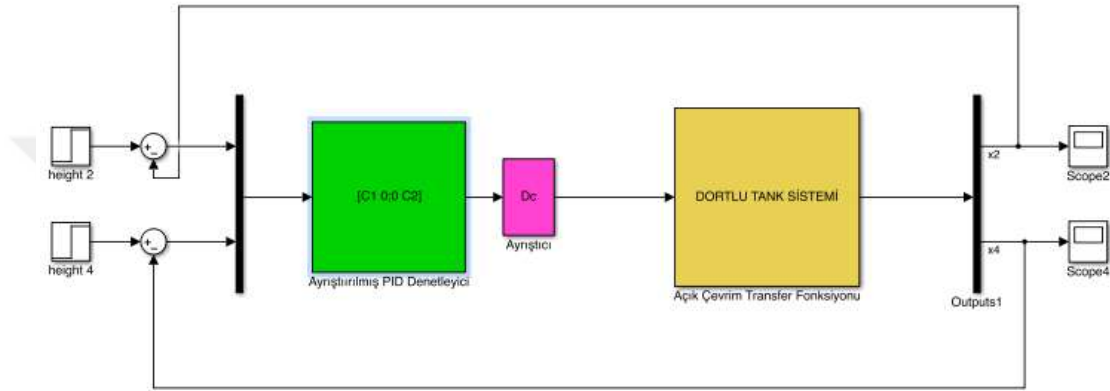 height 2
height 4
[C1 0;0 C2]
Ayrıştıırılmış PID Denetleyici
Dc
Ayrıştıcı
DORTLU TANK SİSTEMİ
Açık Çevrim Transfer Fonksiyonu
x2
x4
Outputs1
Scope2
Scope4